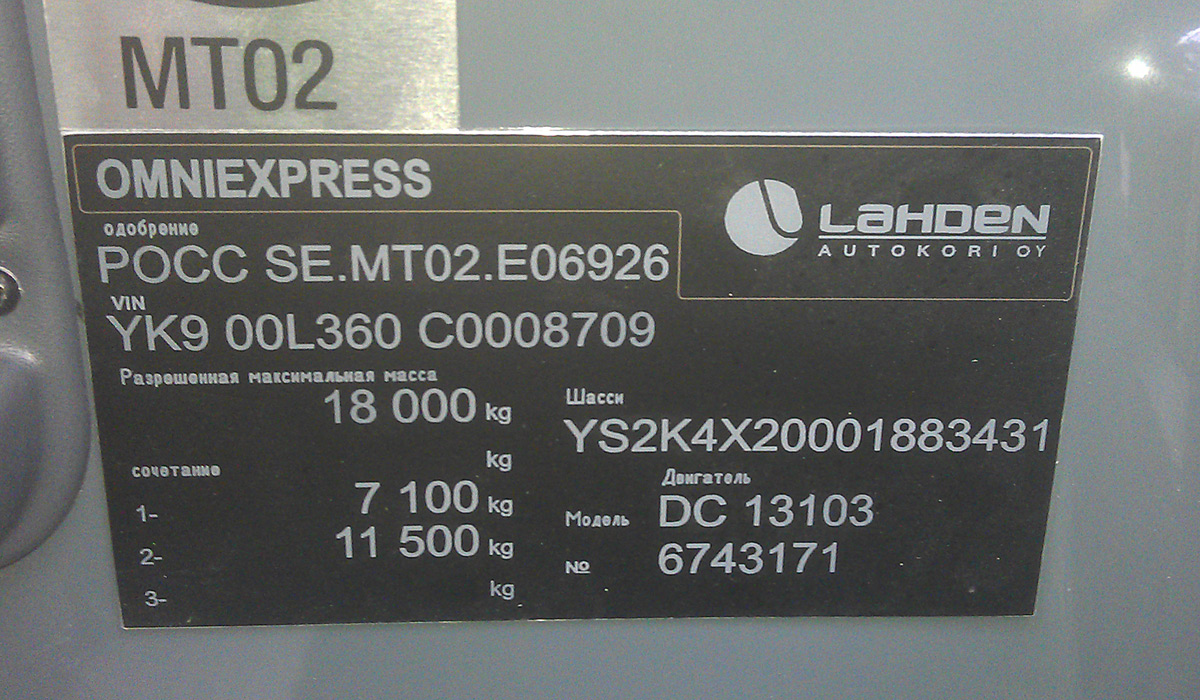 MT02
OMNIEXPRESS
LAHDEN
AUTOKORI OY
одобрение
РОСС SE.MT02.E06926
VIN
YK9 00L360 C0008709
Разрешенная максимальная масса
18 000 kg
kg
сочетание
1- 7 100 kg
2- 11 500 kg
3- kg
Шасси
YS2K4X20001883431
Двигатель
Модель DC 13103
№ 6743171